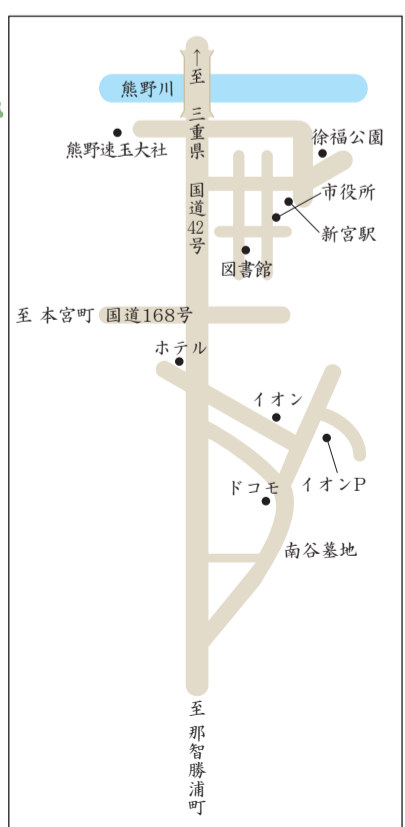 ↑至 三重県 国道42号
熊野川
熊野速玉大社
徐福公園
市役所
新宮駅
図書館
至 本宮町 国道168号
ホテル
イオン
ドコモ
イオンP
南谷墓地
至 那智勝浦町